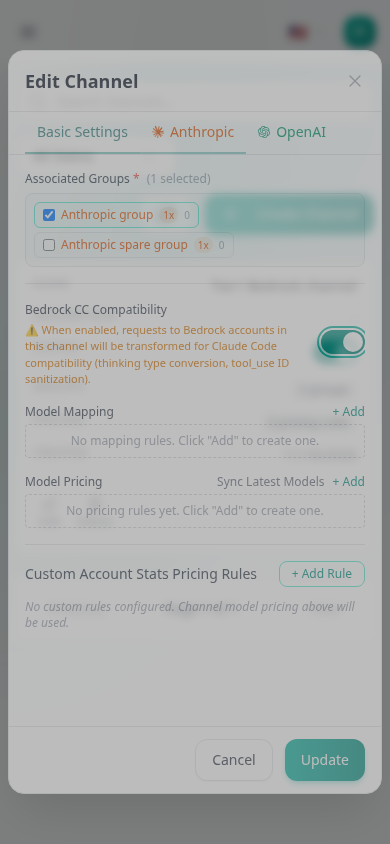 Edit Channel
Basic Settings
Anthropic
OpenAI
Associated Groups * (1 selected)
Anthropic group 1x 0
Anthropic spare group 1x 0
Bedrock CC Compatibility
⚠️ When enabled, requests to Bedrock accounts in
this channel will be transformed for Claude Code
compatibility (thinking type conversion, tool_use ID
sanitization).
Model Mapping
+ Add
No mapping rules. Click "Add" to create one.
Model Pricing
Sync Latest Models
+ Add
No pricing rules yet. Click "Add" to create one.
Custom Account Stats Pricing Rules
+ Add Rule
No custom rules configured. Channel model pricing above will
be used.
Cancel
Update